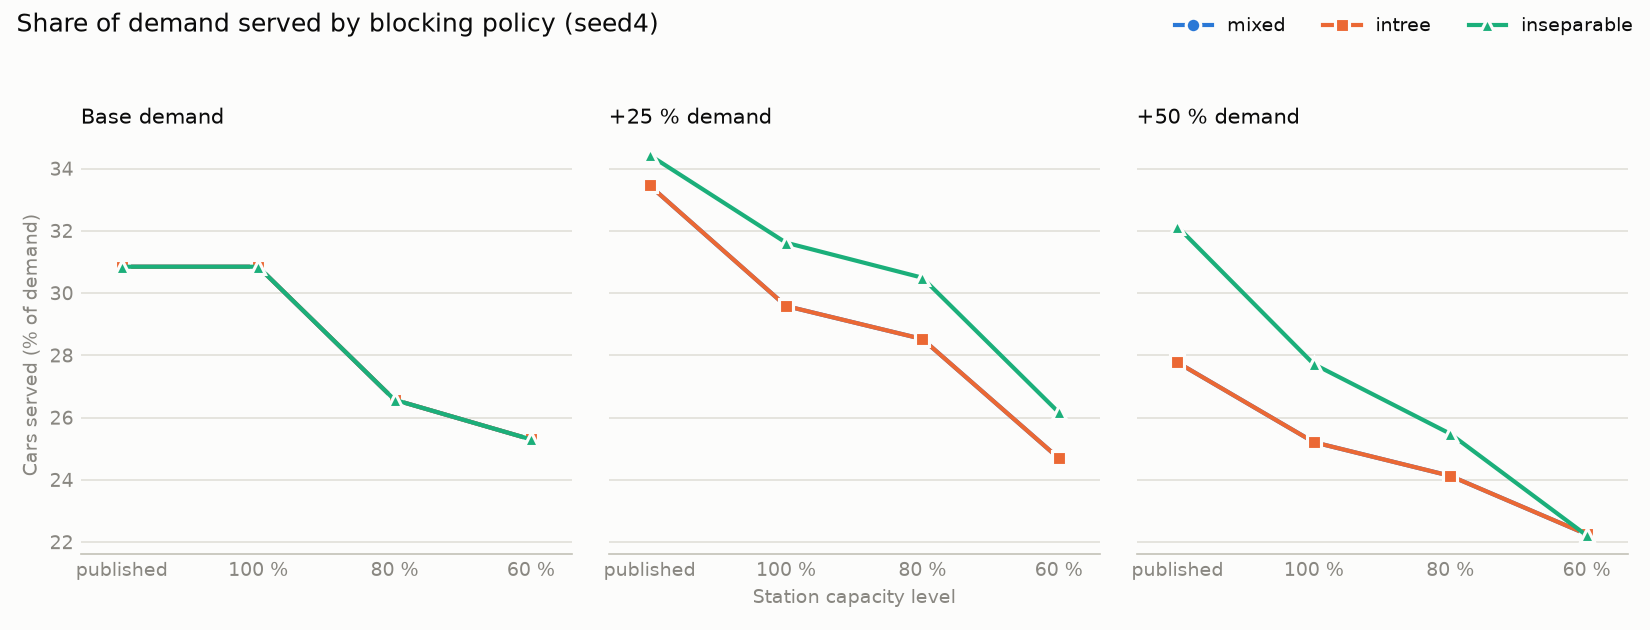 Share of demand served by blocking policy (seed4)
mixed intree inseparable
Base demand
+25 % demand
+50 % demand
Cars served (% of demand)
34
32
30
28
26
24
22
published 100 % 80 % 60 %
published 100 % 80 % 60 %
published 100 % 80 % 60 %
Station capacity level